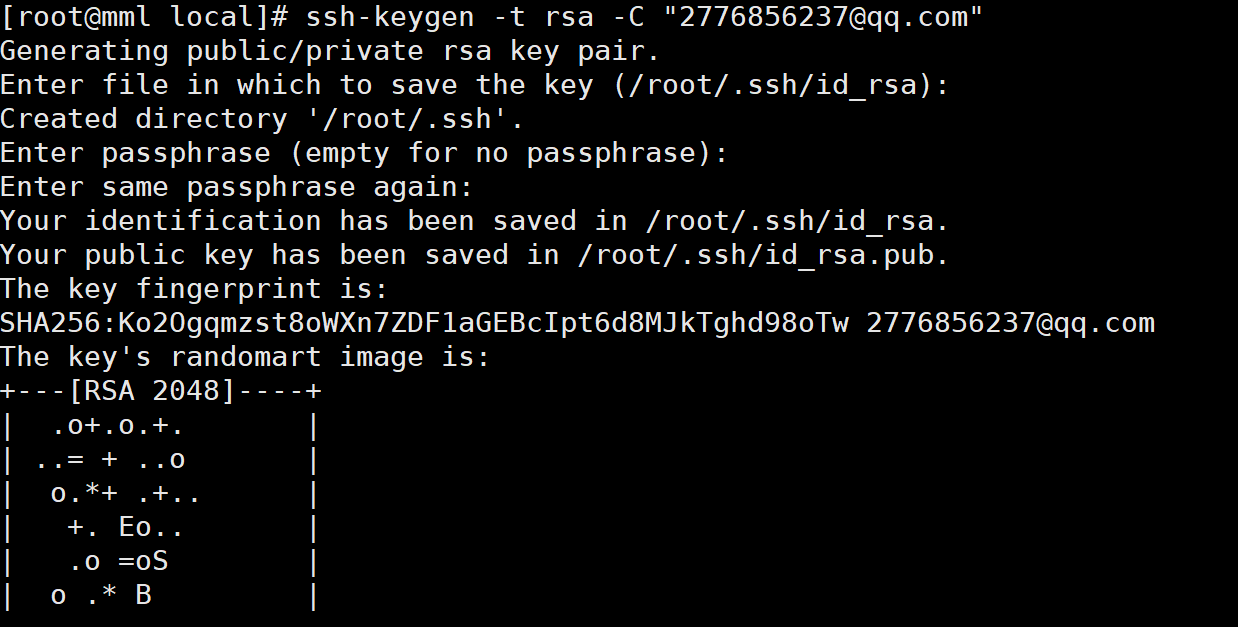 [root@mml local]# ssh-keygen -t rsa -C "2776856237@qq.com"
Generating public/private rsa key pair.
Enter file in which to save the key (/root/.ssh/id_rsa):
Created directory '/root/.ssh'.
Enter passphrase (empty for no passphrase):
Enter same passphrase again:
Your identification has been saved in /root/.ssh/id_rsa.
Your public key has been saved in /root/.ssh/id_rsa.pub.
The key fingerprint is:
SHA256:Ko2Ogqmzst8oWXn7ZDF1aGEBcIpt6d8MJkTghd98oTw 2776856237@qq.com
The key's randomart image is:
+---[RSA 2048]----+
|  .o+.o.+.       |
| ..= + ..o       |
|  o.*+ .+..      |
|   +. Eo..       |
|   .o =oS        |
|  o .* B         |